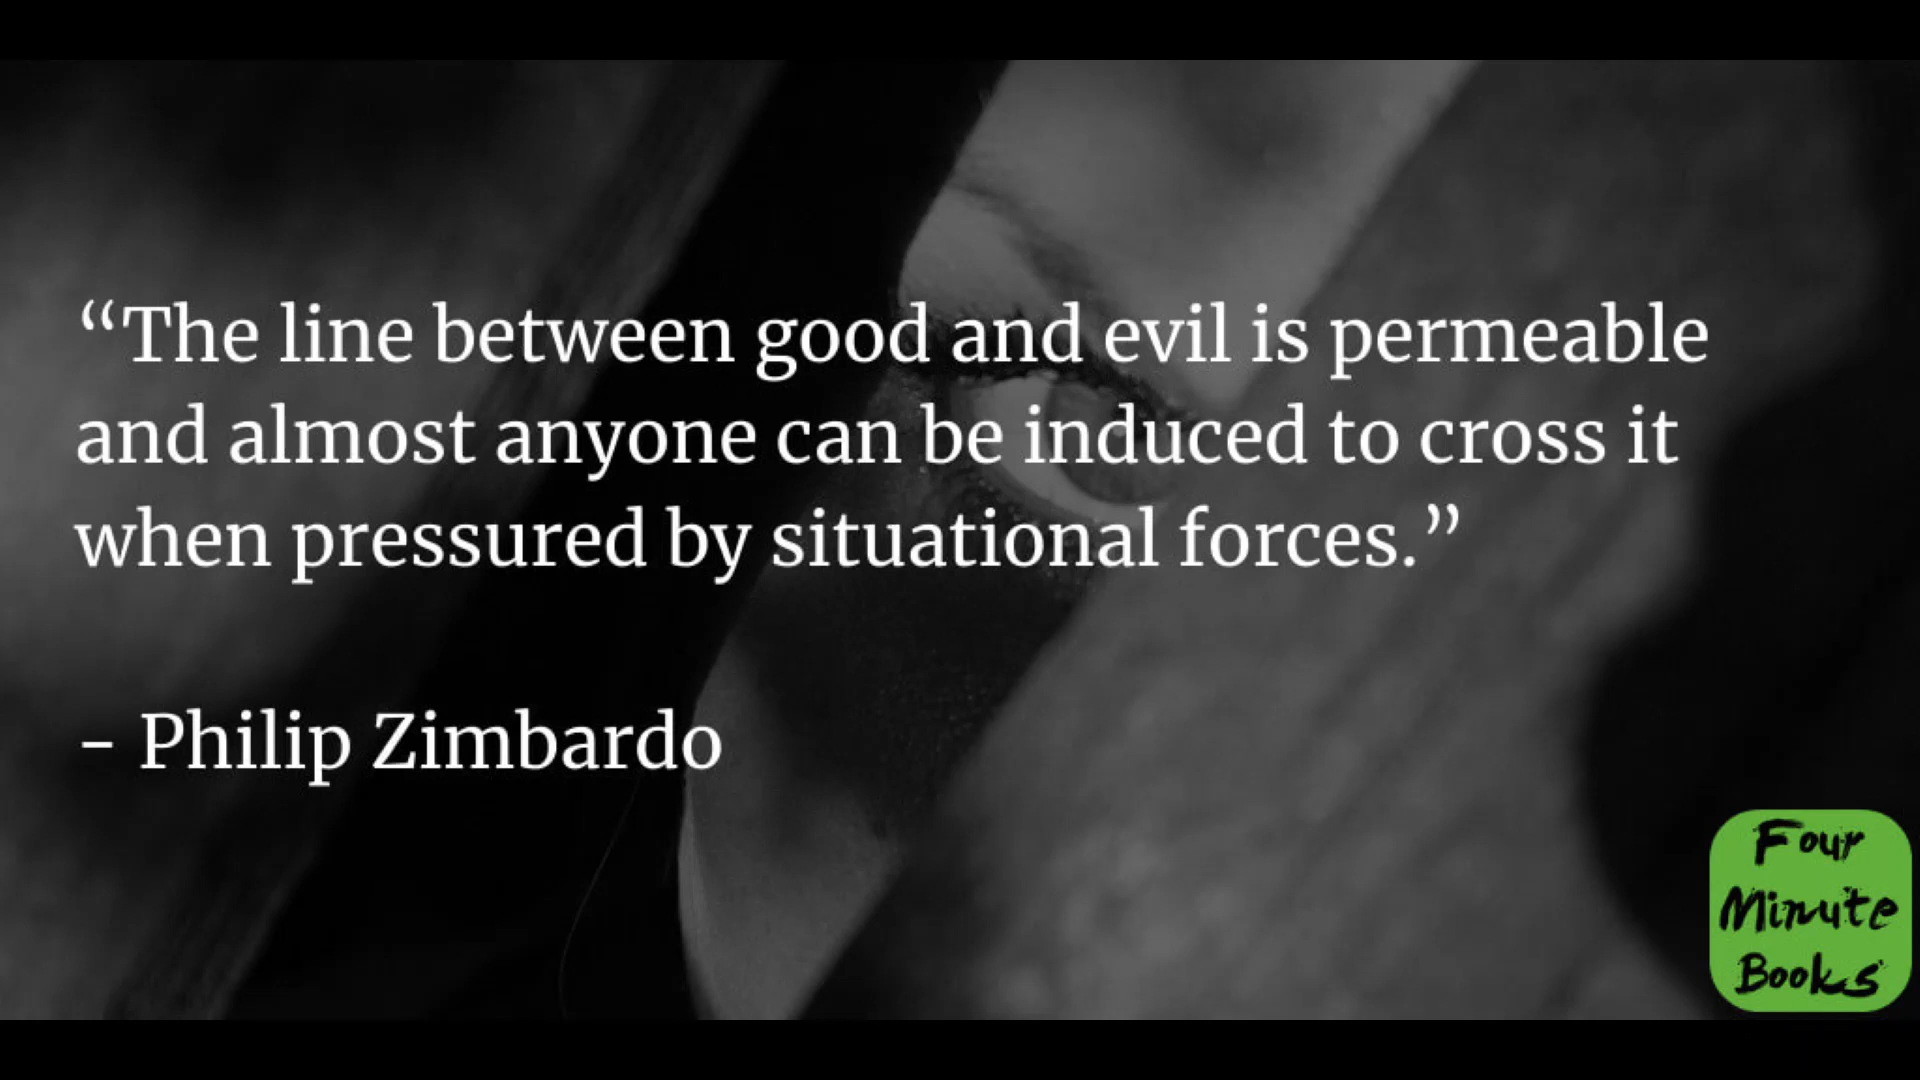 “The line between good and evil is permeable
and almost anyone can be induced to cross it
when pressured by situational forces.”
- Philip Zimbardo
Four
Minute
Books